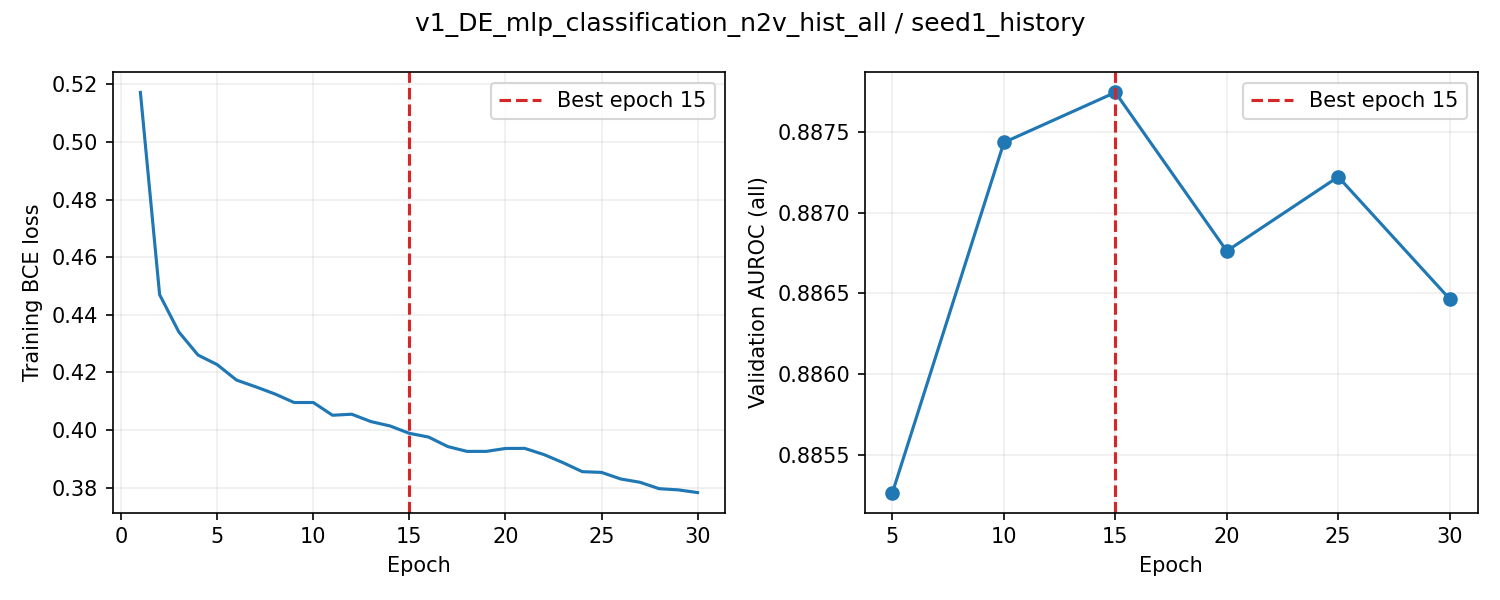 v1_DE_mlp_classification_n2v_hist_all / seed1_history
Training BCE loss
0.52
0.50
0.48
0.46
0.44
0.42
0.40
0.38
Best epoch 15
0 5 10 15 20 25 30
Epoch
Validation AUROC (all)
0.8875
0.8870
0.8865
0.8860
0.8855
Best epoch 15
5 10 15 20 25 30
Epoch